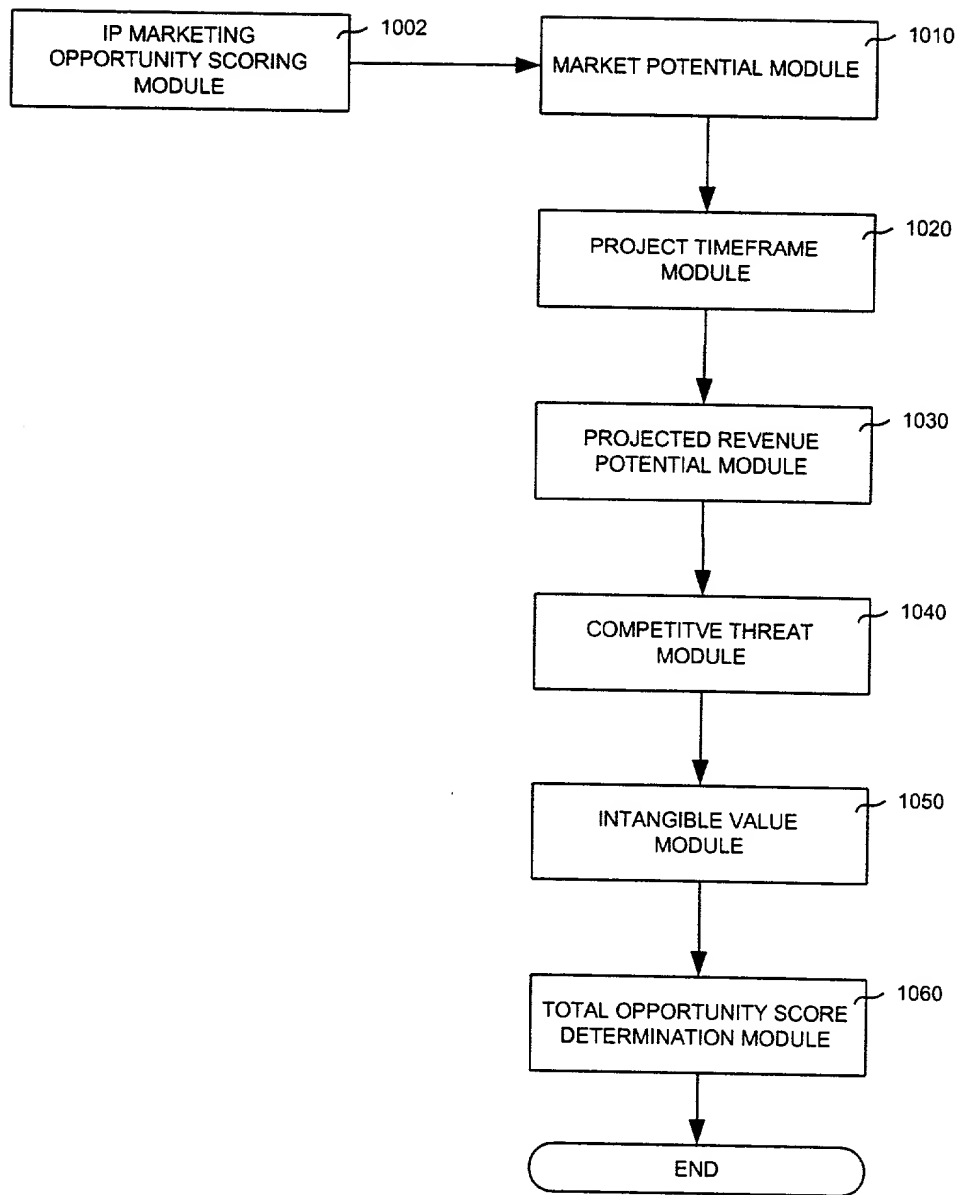 IP MARKETING
OPPORTUNITY SCORING
MODULE
1002
MARKET POTENTIAL MODULE
1010
PROJECT TIMEFRAME
MODULE
1020
PROJECTED REVENUE
POTENTIAL MODULE
1030
COMPETITVE THREAT
MODULE
1040
INTANGIBLE VALUE
MODULE
1050
TOTAL OPPORTUNITY SCORE
DETERMINATION MODULE
1060
END